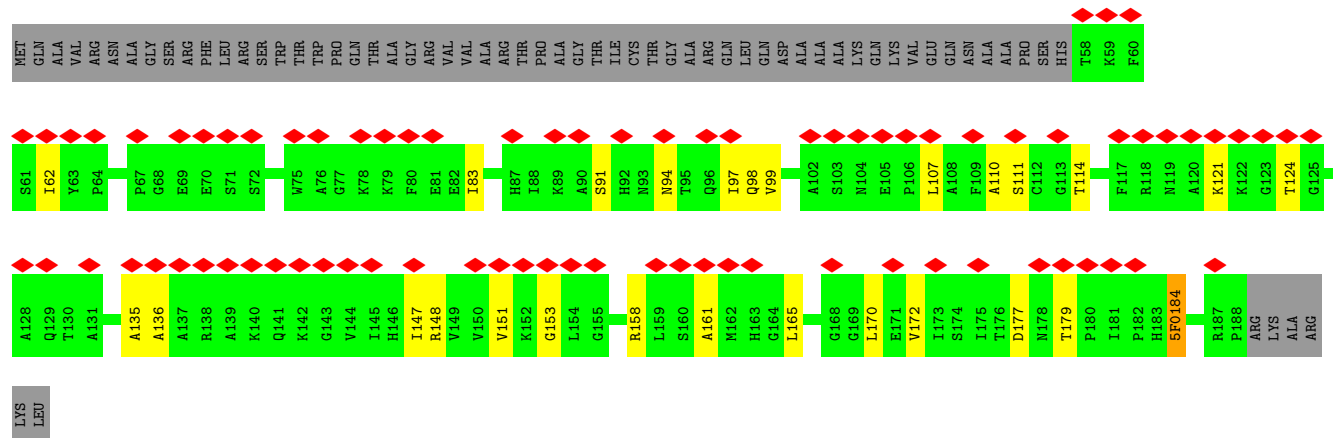 MET GLN ALA VAL ARG ASN ALA GLY SER ARG PHE LEU ARG SER TRP THR TRP PRO GLN THR ALA GLY ARG VAL VAL ALA ARG THR PRO ALA GLY THR ILE CYS THR GLY ALA ARG GLN LEU GLN ASP ALA ALA ALA LYS GLN LYS VAL GLU GLN ASN ALA ALA PRO SER HIS T58 K59 F60
S61 I62 Y63 P64 P67 G68 E69 E70 S71 S72 W75 A76 G77 K78 K79 F80 E81 E82 I83 H87 I88 K89 A90 S91 H92 N93 N94 T95 Q96 I97 Q98 V99 A102 S103 N104 E105 P106 L107 A108 F109 A110 S111 C112 G113 T114 F117 R118 N119 A120 K121 K122 G123 T124 G125
A128 Q129 T130 A131 A135 A136 A137 R138 A139 K140 Q141 K142 G143 V144 I145 H146 I147 R148 V149 V150 V151 K152 G153 L154 G155 R158 L159 S160 A161 M162 H163 G164 L165 G168 G169 L170 E171 V172 I173 S174 I175 T176 D177 N178 T179 P180 I181 P182 H183 5F0184 R187 P188 ARG LYS ALA ARG
LYS LEU